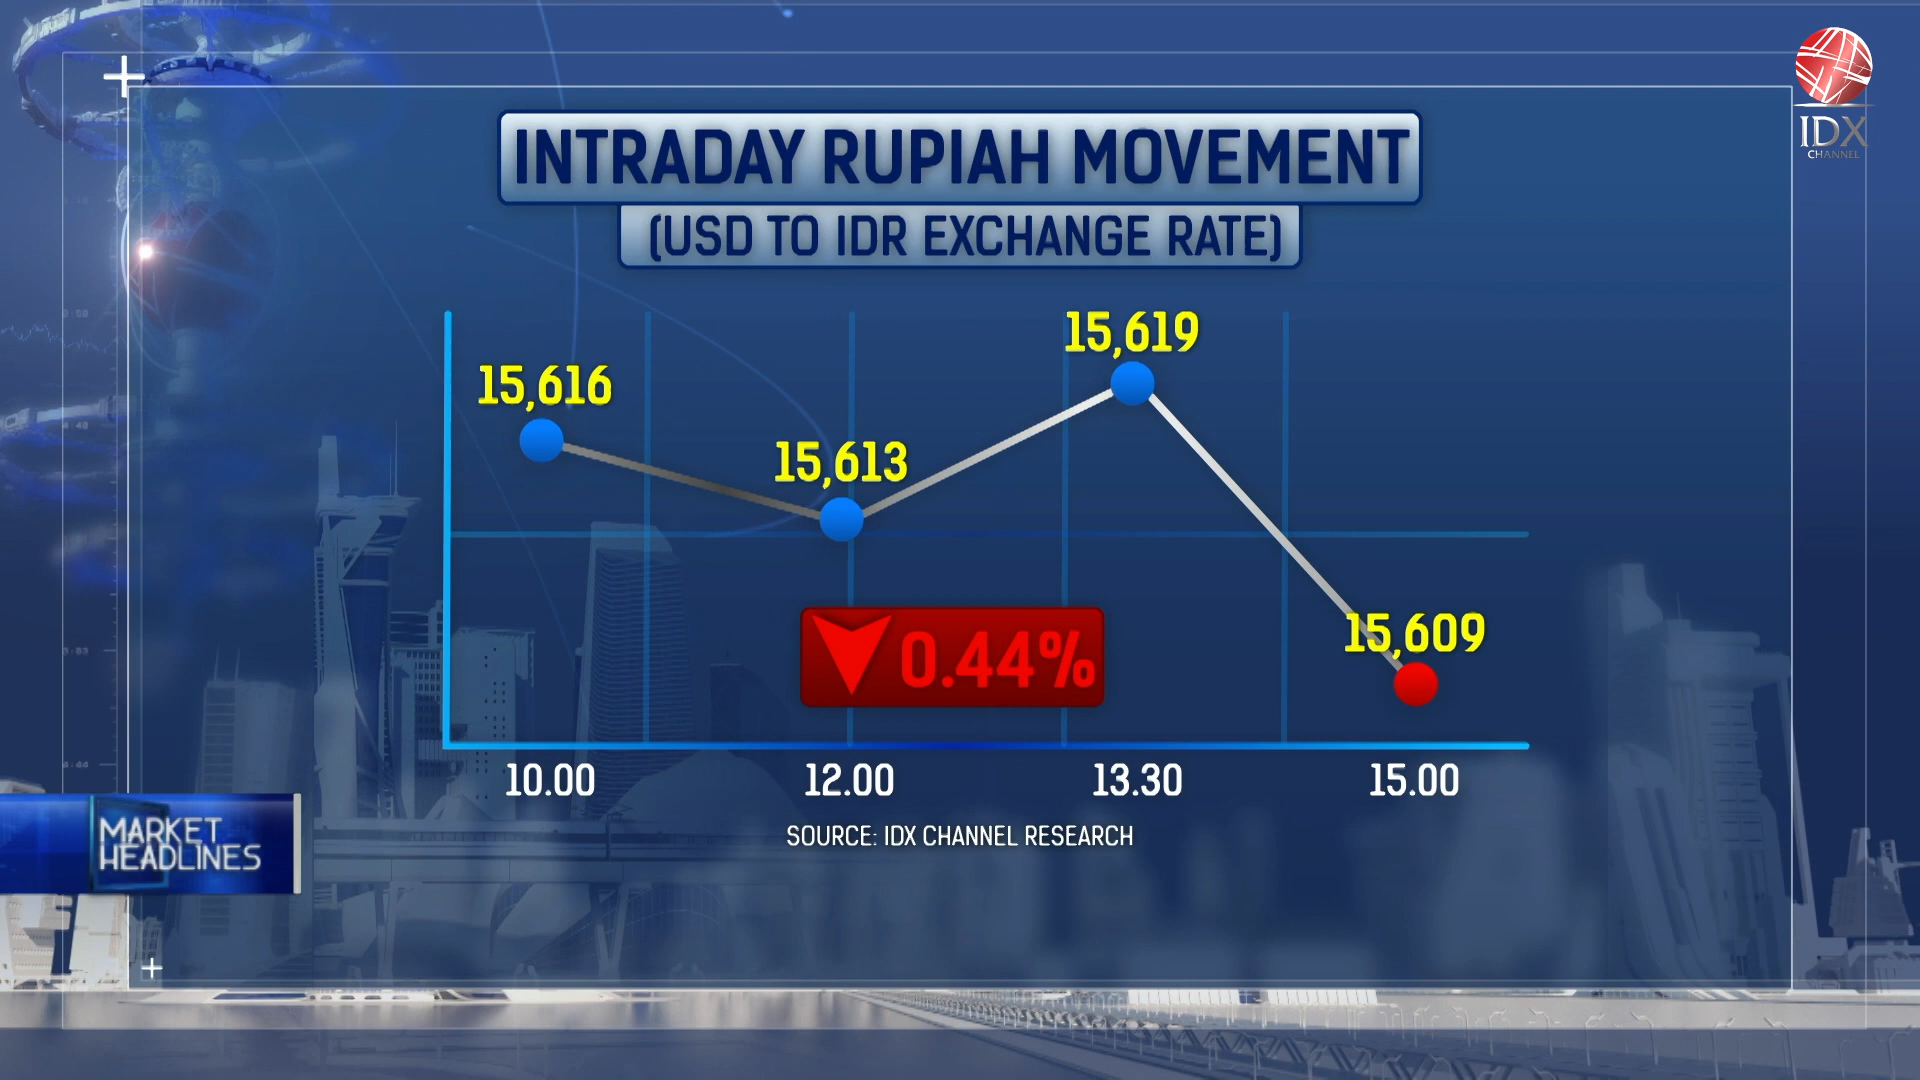 IDX
CHANNEL
INTRADAY RUPIAH MOVEMENT
(USD TO IDR EXCHANGE RATE)
15,616
15,613
15,619
15,609
0.44%
10.00 12.00 13.30 15.00
SOURCE: IDX CHANNEL RESEARCH
MARKET
HEADLINES